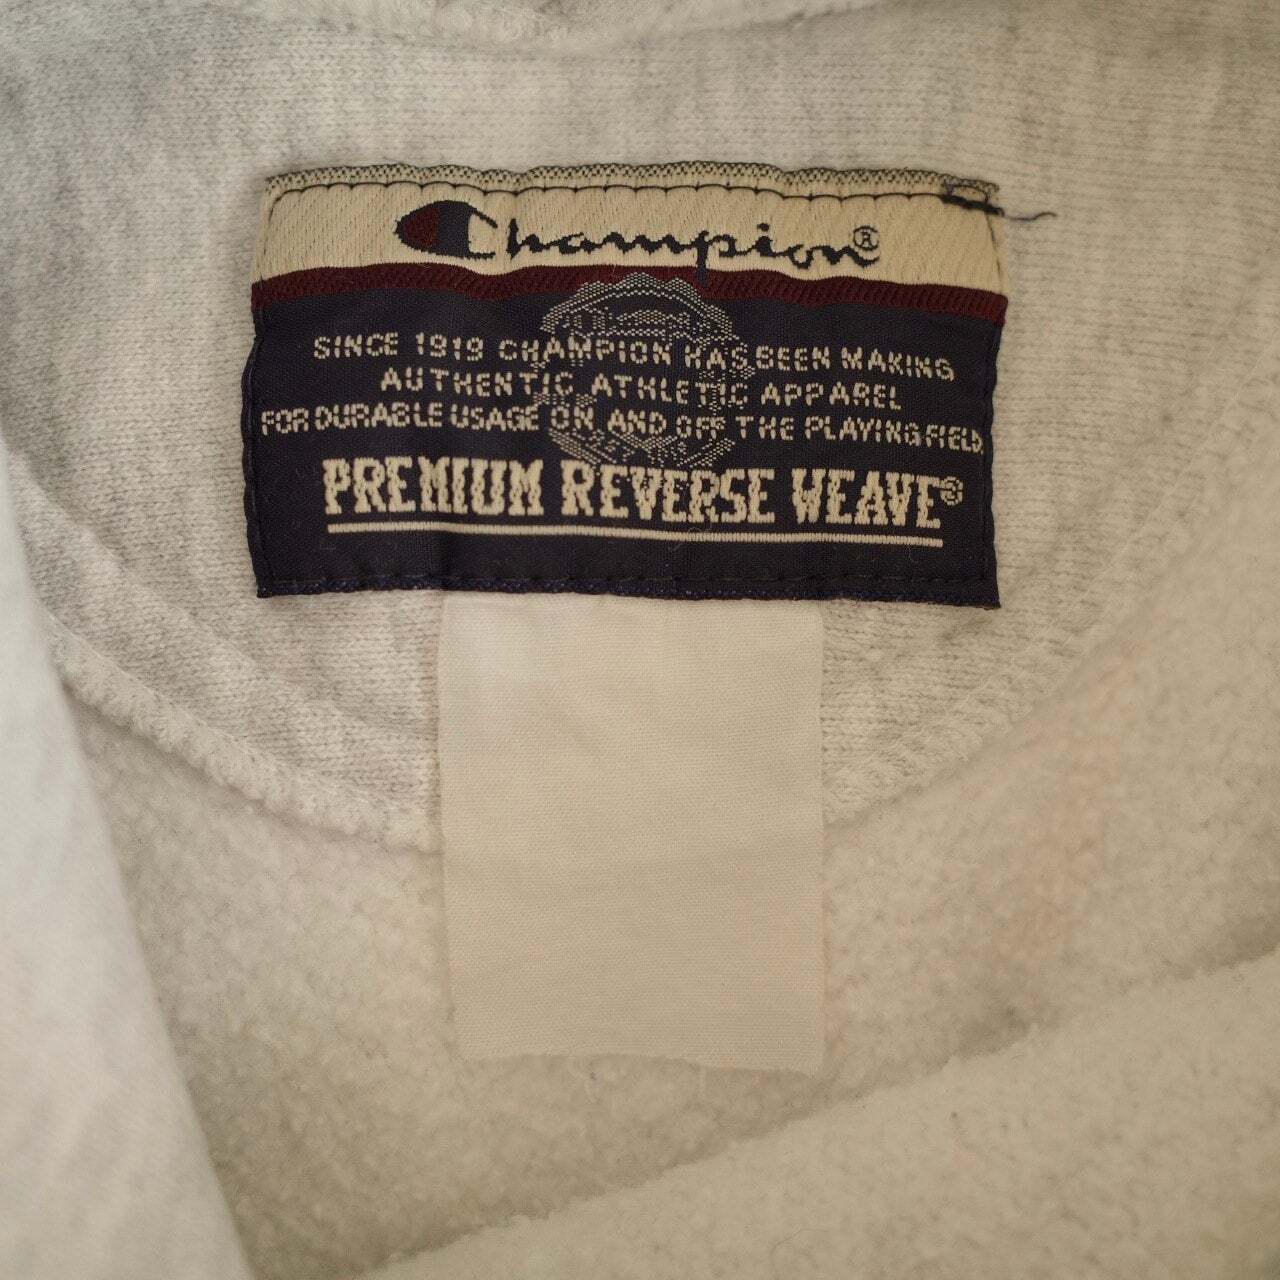 Champion®
SINCE 1919 CHAMPION HAS BEEN MAKING
AUTHENTIC ATHLETIC APPAREL
FOR DURABLE USAGE ON AND OFF THE PLAYING FIELD.
PREMIUM REVERSE WEAVE®